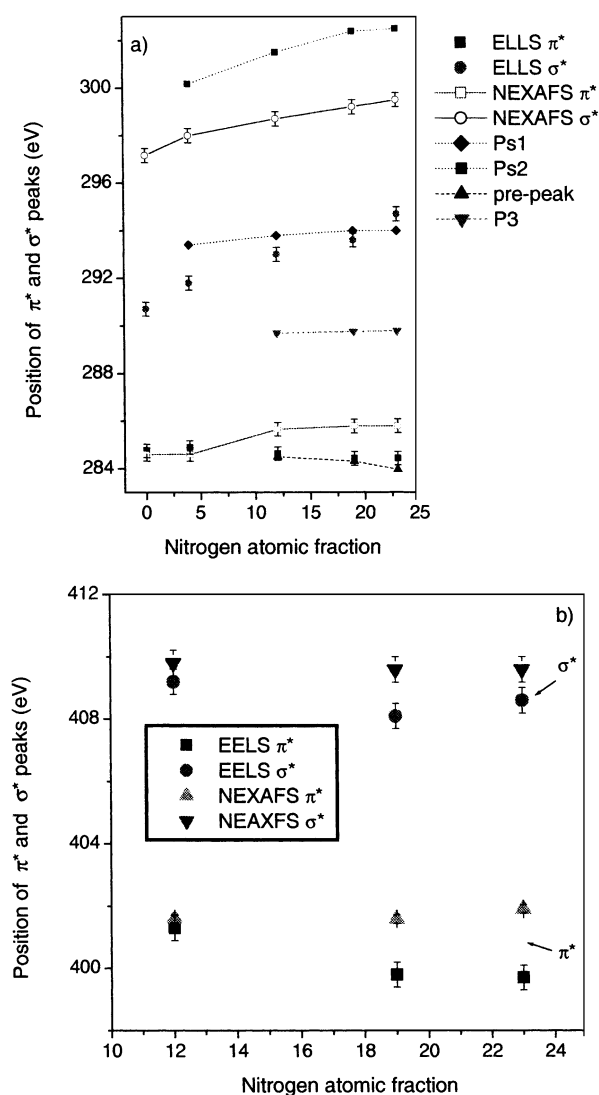 a)
Position of π* and σ* peaks (eV)
300
296
292
288
284
0 5 10 15 20 25
Nitrogen atomic fraction
ELLS π*
ELLS σ*
NEXAFS π*
NEXAFS σ*
Ps1
Ps2
pre-peak
P3
b)
Position of π* and σ* peaks (eV)
412
408
404
400
σ*
EELS π*
EELS σ*
NEXAFS π*
NEAXFS σ*
π*
10 12 14 16 18 20 22 24
Nitrogen atomic fraction